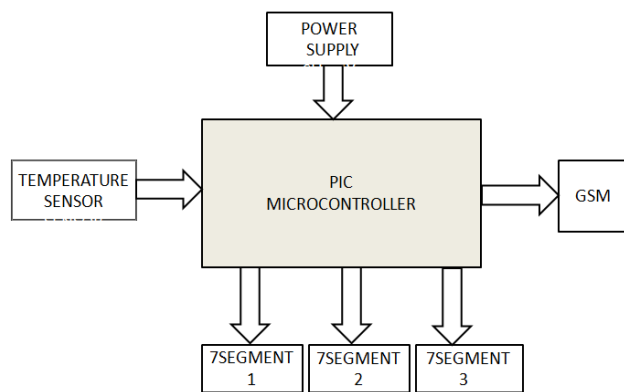 POWER
SUPPLY
TEMPERATURE
SENSOR
PIC
MICROCONTROLLER
GSM
7SEGMENT
1
7SEGMENT
2
7SEGMENT
3